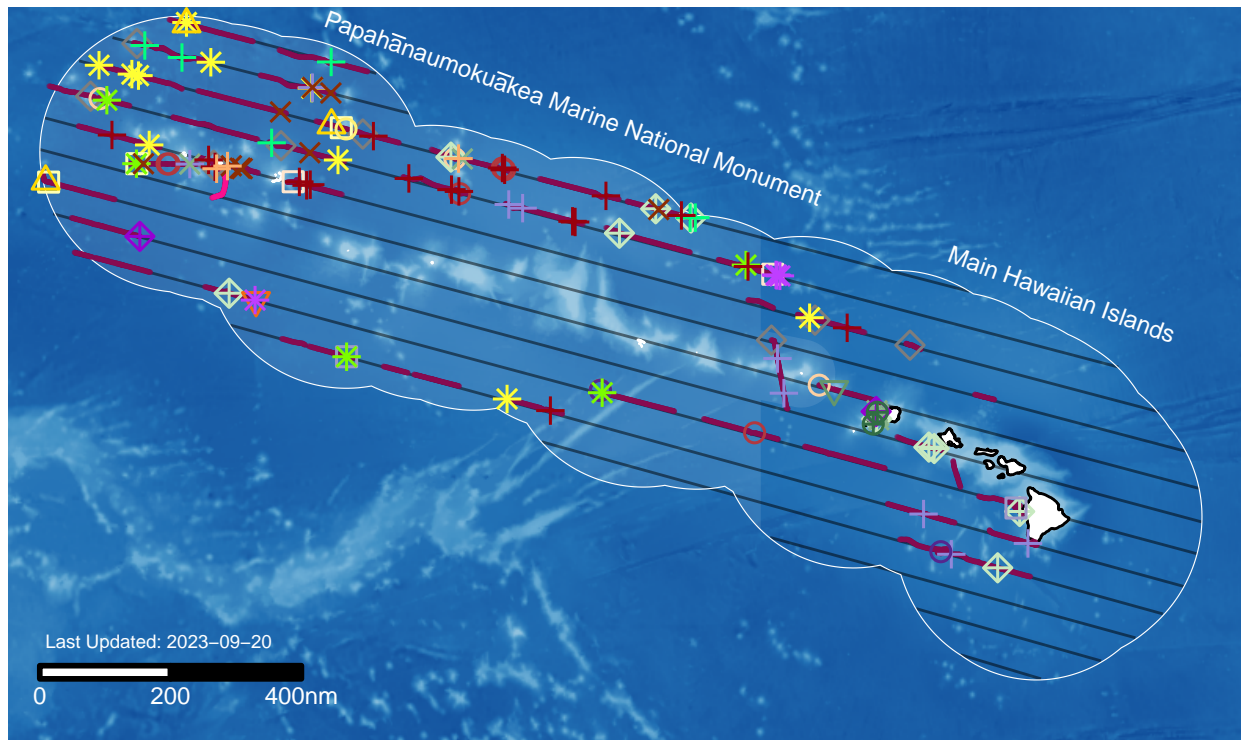 Papahānaumokuākea Marine National Monument
Main Hawaiian Islands
Last Updated: 2023−09−20
0 200 400nm